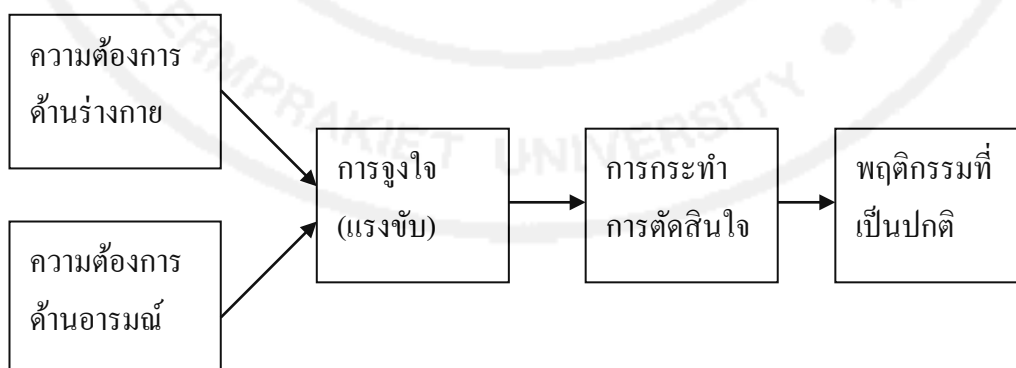 ความต้องการ
ด้านร่างกาย
ความต้องการ
ด้านอารมณ์
การจูงใจ
(แรงขับ)
การกระทำ
การตัดสินใจ
พฤติกรรมที่
เป็นปกติ
ERMPRAKIET UNIVERSITY